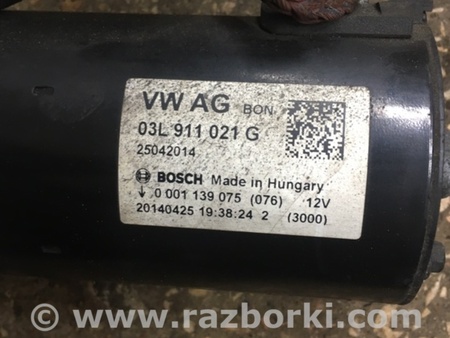 VW AG BON
03L 911 021 G
25042014
BOSCH Made in Hungary
↓ 0 001 139 075 (076) 12V
20140425 19:38:24 2 (3000)
www.razborki.com